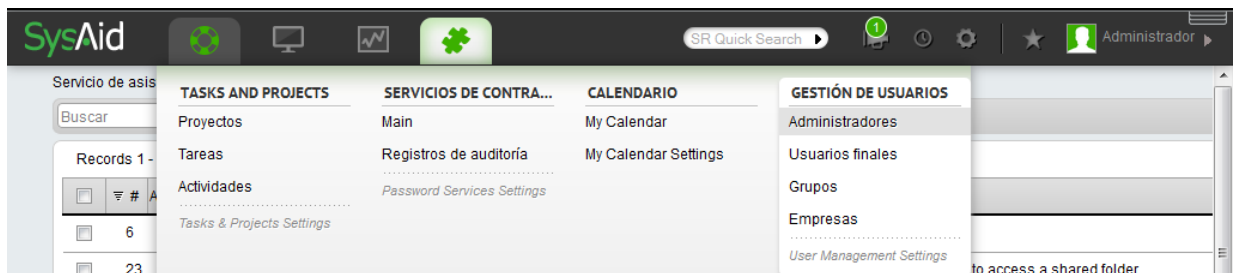 SysAid
SR Quick Search
1
Administrador
Servicio de asis
Buscar
Records 1 -
# A
6
23
TASKS AND PROJECTS
Proyectos
Tareas
Actividades
Tasks & Projects Settings
SERVICIOS DE CONTRA...
Main
Registros de auditoría
Password Services Settings
CALENDARIO
My Calendar
My Calendar Settings
GESTIÓN DE USUARIOS
Administradores
Usuarios finales
Grupos
Empresas
User Management Settings
to access a shared folder